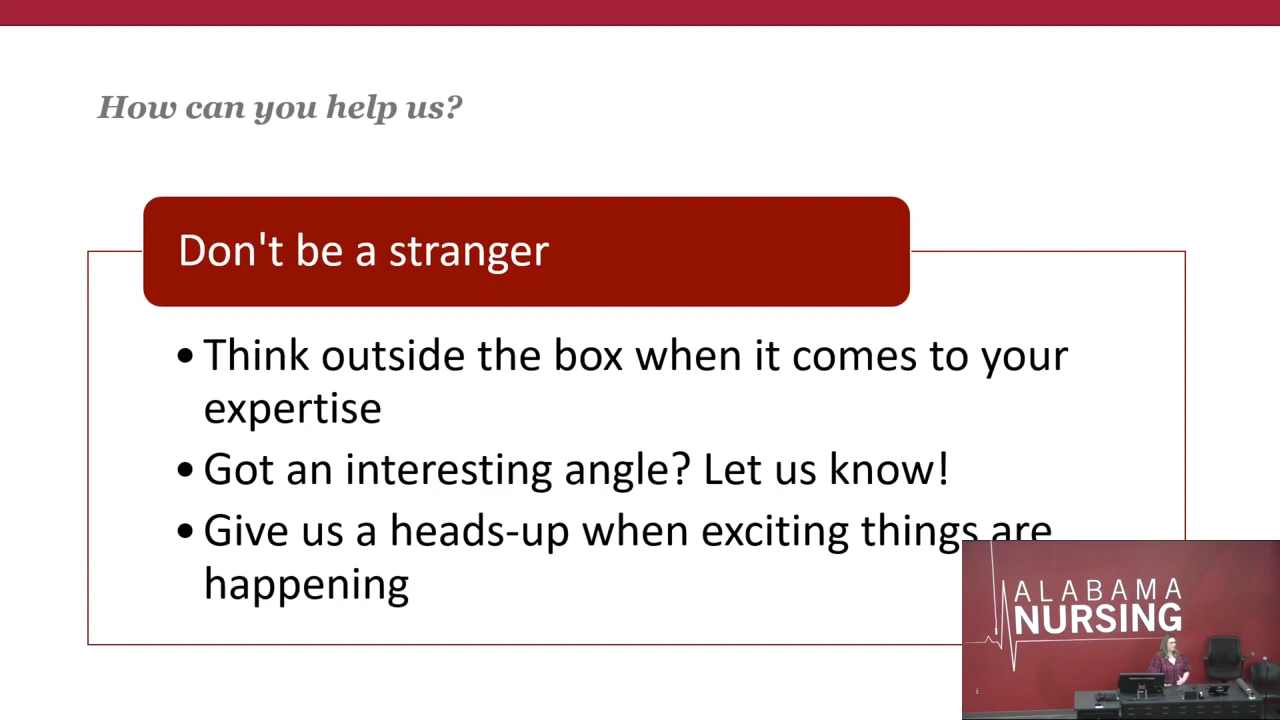 How can you help us?
Don't be a stranger
• Think outside the box when it comes to your
expertise
• Got an interesting angle? Let us know!
• Give us a heads-up when exciting things are
happening
ALABAMA
NURSING